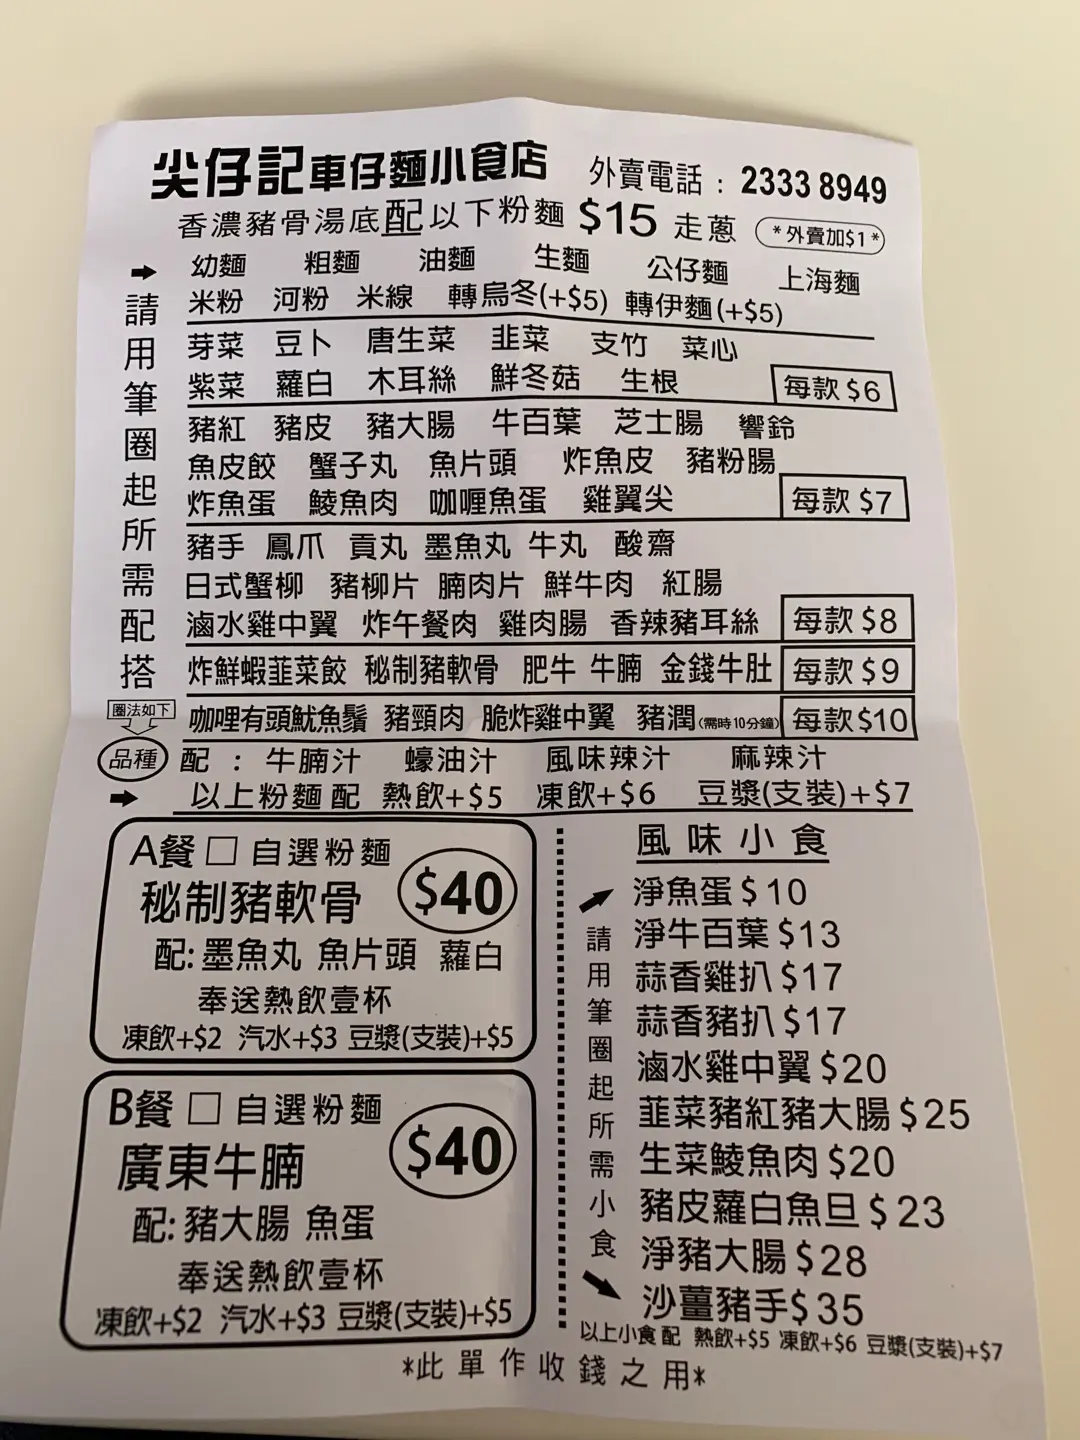 尖仔記車仔麵小食店 外賣電話：2333 8949
香濃豬骨湯底配以下粉麵 $15 走蔥 *外賣加$1*
幼麵 粗麵 油麵 生麵 公仔麵 上海麵
米粉 河粉 米線 轉烏冬(+$5) 轉伊麵(+$5)
芽菜 豆卜 唐生菜 韭菜 支竹 菜心
紫菜 蘿白 木耳絲 鮮冬菇 生根 每款 $6
豬紅 豬皮 豬大腸 牛百葉 芝士腸 響鈴
魚皮餃 蟹子丸 魚片頭 炸魚皮 豬粉腸
炸魚蛋 鯪魚肉 咖喱魚蛋 雞翼尖 每款 $7
豬手 鳳爪 貢丸 墨魚丸 牛丸 酸齋
日式蟹柳 豬柳片 腩肉片 鮮牛肉 紅腸
滷水雞中翼 炸午餐肉 雞肉腸 香辣豬耳絲 每款 $8
炸鮮蝦韮菜餃 秘制豬軟骨 肥牛 牛腩 金錢牛肚 每款 $9
咖哩有頭魷魚鬚 豬頸肉 脆炸雞中翼 豬潤(需時10分鐘) 每款 $10
請用筆圈起所需配搭
圈法如下
品種
配：牛腩汁 蠔油汁 風味辣汁 麻辣汁
以上粉麵配 熱飲+$5 凍飲+$6 豆漿(支裝)+$7
A餐 □ 自選粉麵
秘制豬軟骨 $40
配: 墨魚丸 魚片頭 蘿白
奉送熱飲壹杯
凍飲+$2 汽水+$3 豆漿(支裝)+$5
B餐 □ 自選粉麵
廣東牛腩 $40
配: 豬大腸 魚蛋
奉送熱飲壹杯
凍飲+$2 汽水+$3 豆漿(支裝)+$5
風味小食
請用筆圈起所需小食
淨魚蛋 $10
淨牛百葉 $13
蒜香雞扒 $17
蒜香豬扒 $17
滷水雞中翼 $20
韮菜豬紅豬大腸 $25
生菜鯪魚肉 $20
豬皮蘿白魚旦 $23
淨豬大腸 $28
沙薑豬手 $35
以上小食配 熱飲+$5 凍飲+$6 豆漿(支裝)+$7
*此單作收錢之用*